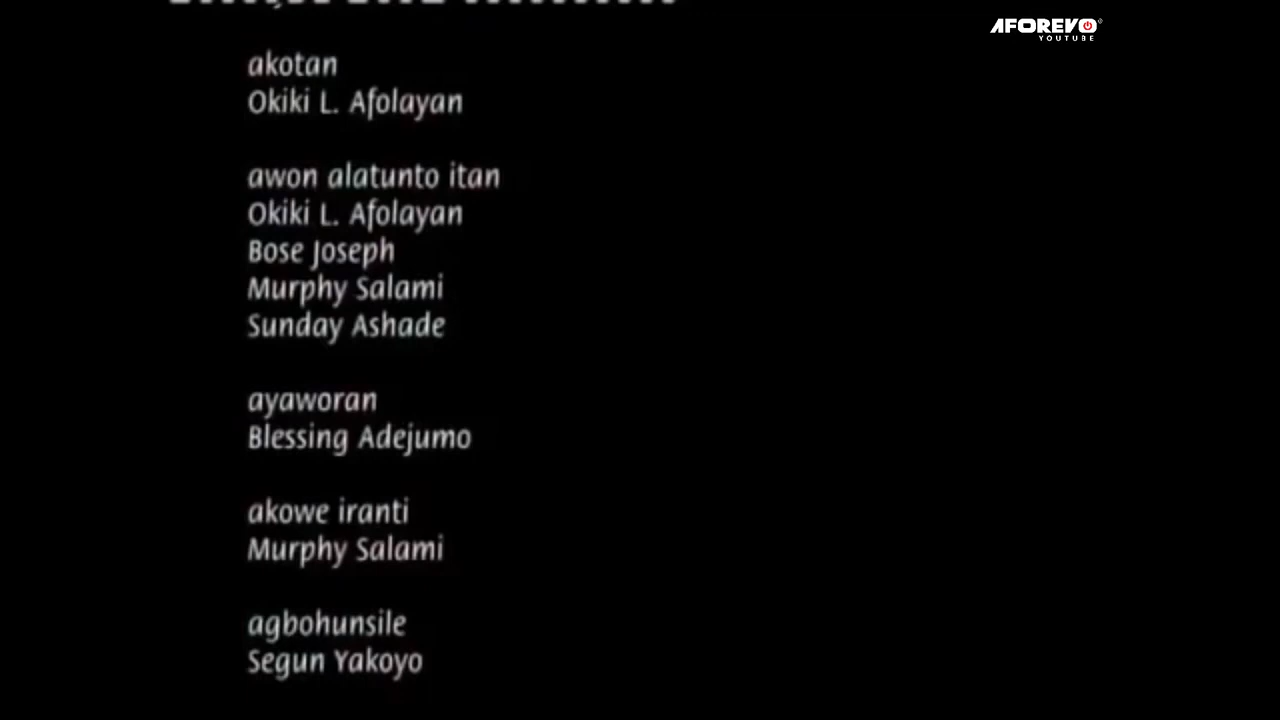 AFOREVO
YOUTUBE
akotan
Okiki L. Afolayan
awon alatunto itan
Okiki L. Afolayan
Bose Joseph
Murphy Salami
Sunday Ashade
ayaworan
Blessing Adejumo
akowe iranti
Murphy Salami
agbohunsile
Segun Yakoyo